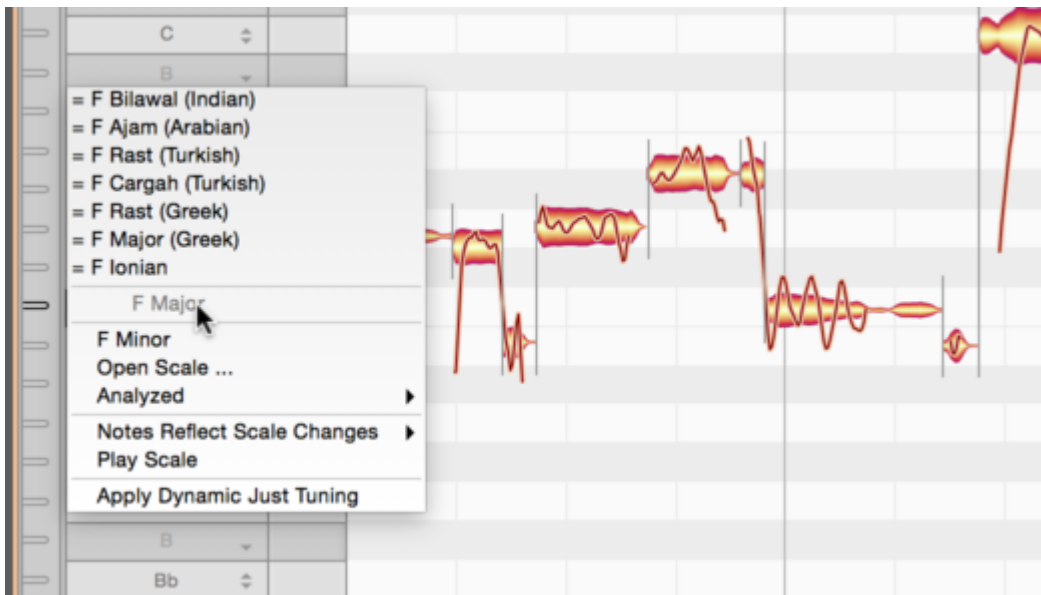 C
B
= F Bilawal (Indian)
= F Ajam (Arabian)
= F Rast (Turkish)
= F Cargah (Turkish)
= F Rast (Greek)
= F Major (Greek)
= F Ionian
F Major
F Minor
Open Scale ...
Analyzed
Notes Reflect Scale Changes
Play Scale
Apply Dynamic Just Tuning
B
Bb